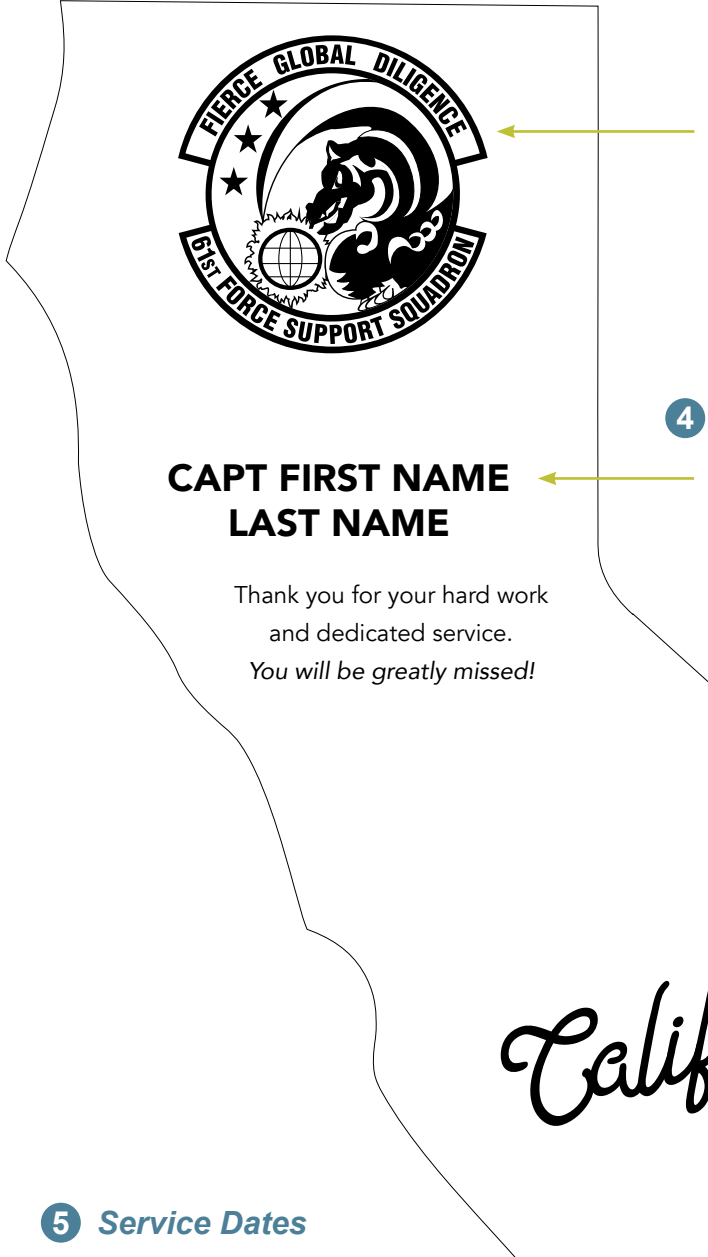 FIERCE GLOBAL DILIGENCE
61ST FORCE SUPPORT SQUADRON
4
CAPT FIRST NAME
LAST NAME
Thank you for your hard work
and dedicated service.
You will be greatly missed!
Calif
5 Service Dates